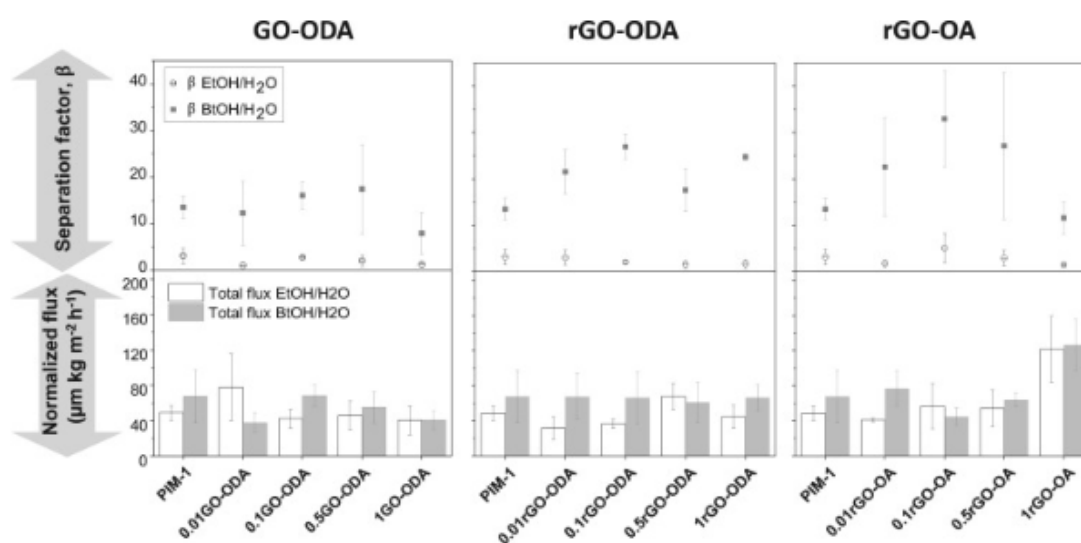 GO-ODA
rGO-ODA
rGO-OA
Separation factor, β
40
30
20
10
0
β EtOH/H₂O
β BtOH/H₂O
Normalized flux
(μm kg m⁻² h⁻¹)
200
160
120
80
40
0
Total flux EtOH/H2O
Total flux BtOH/H2O
PIM-1
0.01GO-ODA
0.1GO-ODA
0.5GO-ODA
1GO-ODA
PIM-1
0.01rGO-ODA
0.1rGO-ODA
0.5rGO-ODA
1rGO-ODA
PIM-1
0.01rGO-OA
0.1rGO-OA
0.5rGO-OA
1rGO-OA